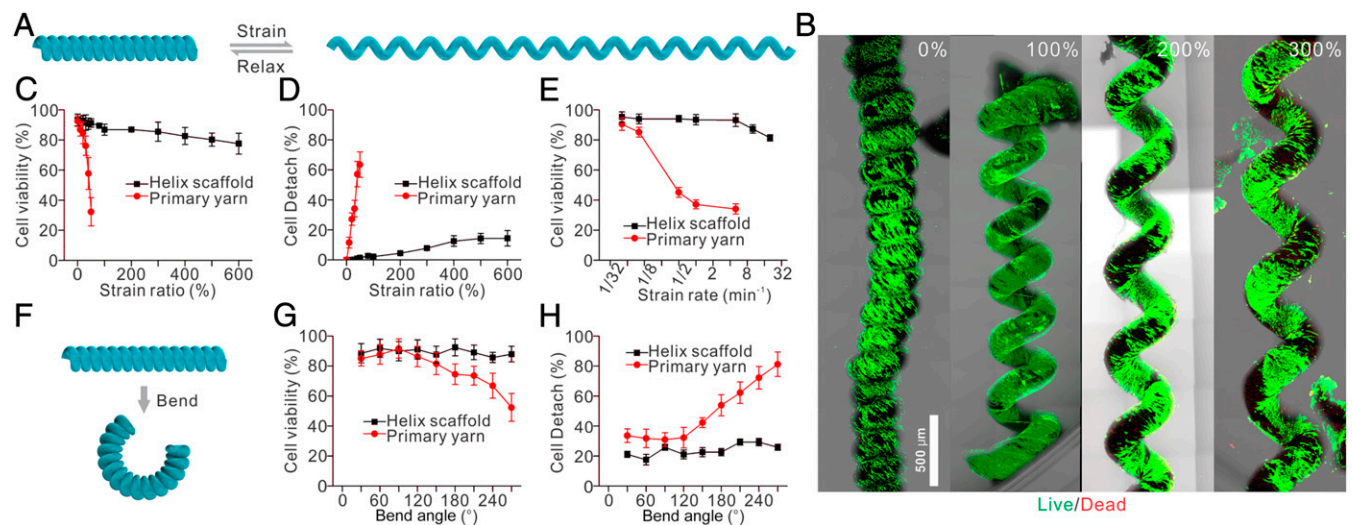 A
Strain
Relax
B
0%
100%
200%
300%
500 μm
Live/Dead
C
Cell viability (%)
100
80
60
40
20
0
Helix scaffold
Primary yarn
0 200 400 600
Strain ratio (%)
D
Cell Detach (%)
100
80
60
40
20
0
Helix scaffold
Primary yarn
0 200 400 600
Strain ratio (%)
E
Cell viability (%)
100
80
60
40
20
0
Helix scaffold
Primary yarn
1/32 1/8 1/2 2 8 32
Strain rate (min⁻¹)
F
Bend
G
Cell viability (%)
100
80
60
40
20
0
Helix scaffold
Primary yarn
0 60 120 180 240
Bend angle (°)
H
Cell Detach (%)
100
80
60
40
20
0
Helix scaffold
Primary yarn
0 60 120 180 240
Bend angle (°)